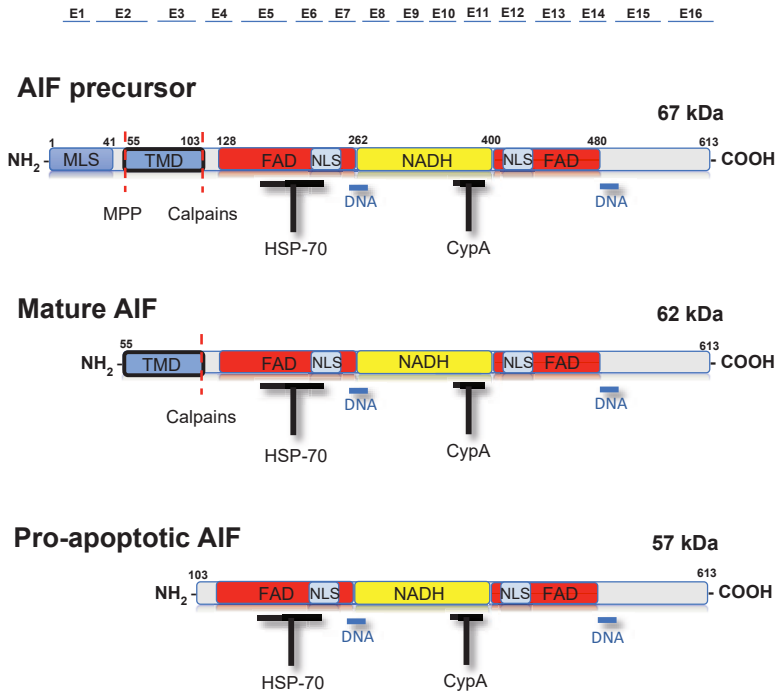 E1 E2 E3 E4 E5 E6 E7 E8 E9 E10 E11 E12 E13 E14 E15 E16
AIF precursor
67 kDa
1 41 55 103 128 262 400 480 613
NH2 MLS TMD FAD NLS NADH NLS FAD COOH
MPP Calpains DNA DNA
HSP-70 CypA
Mature AIF
62 kDa
55 613
NH2 TMD FAD NLS NADH NLS FAD COOH
Calpains DNA DNA
HSP-70 CypA
Pro-apoptotic AIF
57 kDa
103 613
NH2 FAD NLS NADH NLS FAD COOH
DNA DNA
HSP-70 CypA